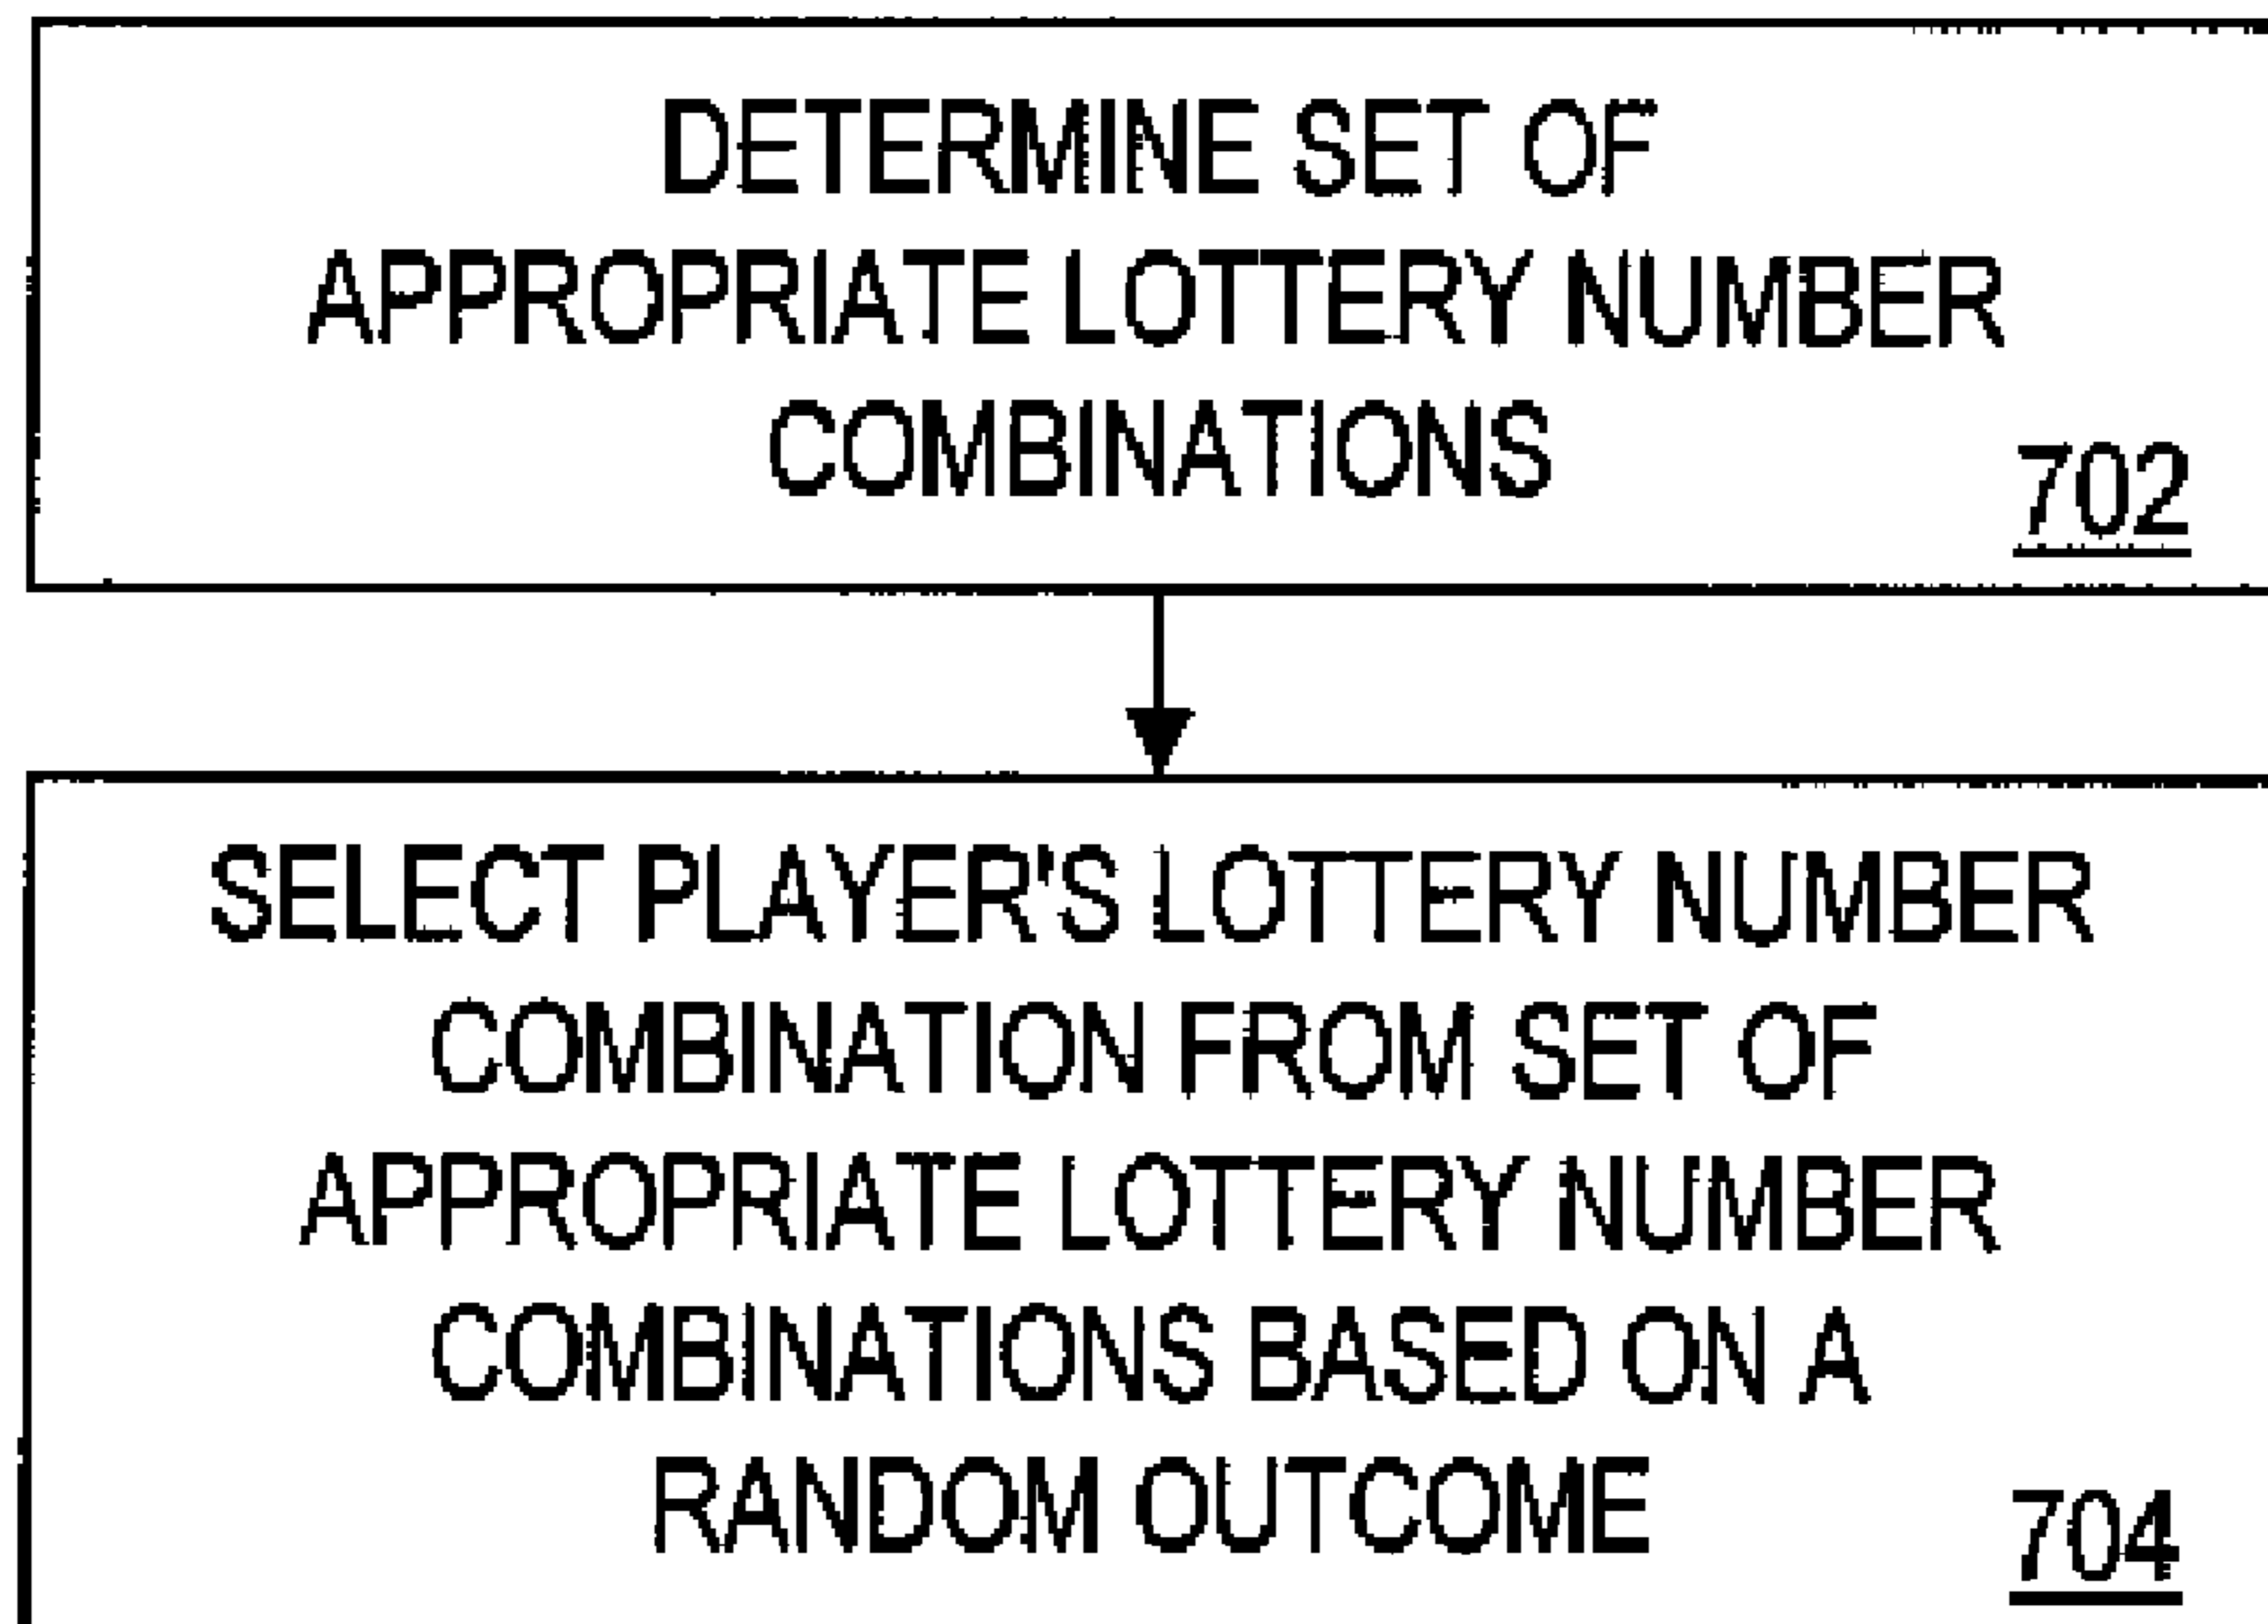 DETERMINE SET OF
APPROPRIATE LOTTERY NUMBER
COMBINATIONS
702
SELECT PLAYER'S LOTTERY NUMBER
COMBINATION FROM SET OF
APPROPRIATE LOTTERY NUMBER
COMBINATIONS BASED ON A
RANDOM OUTCOME
704